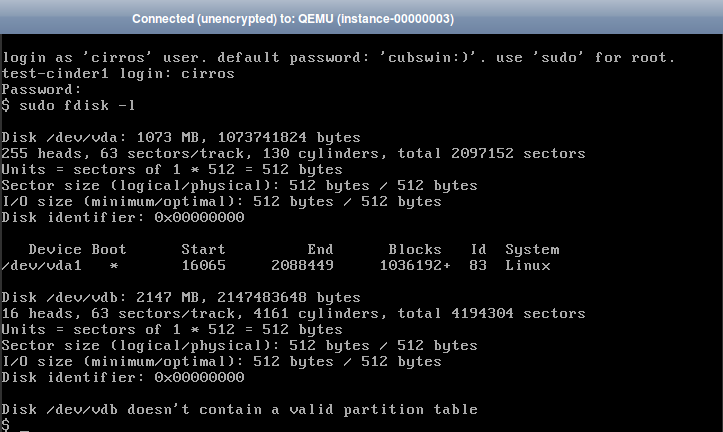 Connected (unencrypted) to: QEMU (Instance-00000003)
login as 'cirros' user. default password: 'cubswin:)'. use 'sudo' for root.
test-cinder1 login: cirros
Password:
$ sudo fdisk -l
Disk /dev/vda: 1073 MB, 1073741824 bytes
255 heads, 63 sectors/track, 130 cylinders, total 2097152 sectors
Units = sectors of 1 * 512 = 512 bytes
Sector size (logical/physical): 512 bytes / 512 bytes
I/O size (minimum/optimal): 512 bytes / 512 bytes
Disk identifier: 0x00000000
Device Boot Start End Blocks Id System
/dev/vda1 * 16065 2088449 1036192+ 83 Linux
Disk /dev/vdb: 2147 MB, 2147483648 bytes
16 heads, 63 sectors/track, 4161 cylinders, total 4194304 sectors
Units = sectors of 1 * 512 = 512 bytes
Sector size (logical/physical): 512 bytes / 512 bytes
I/O size (minimum/optimal): 512 bytes / 512 bytes
Disk identifier: 0x00000000
Disk /dev/vdb doesn't contain a valid partition table
$ _